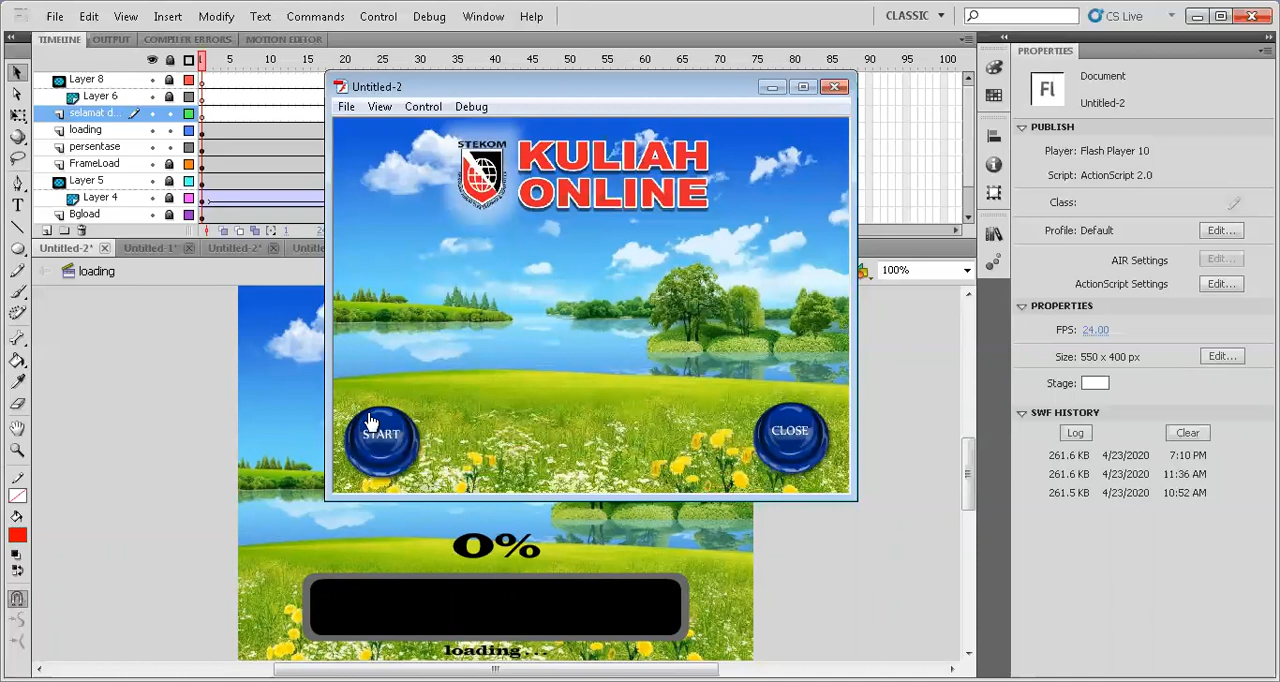 File Edit View Insert Modify Text Commands Control Debug Window Help CLASSIC CS Live
TIMELINE OUTPUT COMPILER ERRORS MOTION EDITOR
1 5 10 15 20 25 30 35 40 45 50 55 60 65 70 75 80 85 90 95 100
Layer 8
Layer 6
selamat d...
loading
persentase
FrameLoad
Layer 5
Layer 4
Bgload
1
Untitled-2* Untitled-1* Untitled-2* Untitle
loading
100%
Untitled-2
File View Control Debug
STEKOM
KULIAH
ONLINE
START
CLOSE
0%
loading...
PROPERTIES
Fl
Document
Untitled-2
PUBLISH
Player: Flash Player 10
Script: ActionScript 2.0
Class:
Profile: Default Edit...
AIR Settings Edit...
ActionScript Settings Edit...
PROPERTIES
FPS: 24.00
Size: 550 x 400 px Edit...
Stage:
SWF HISTORY
Log Clear
261.6 KB 4/23/2020 7:10 PM
261.6 KB 4/23/2020 11:36 AM
261.5 KB 4/23/2020 10:52 AM